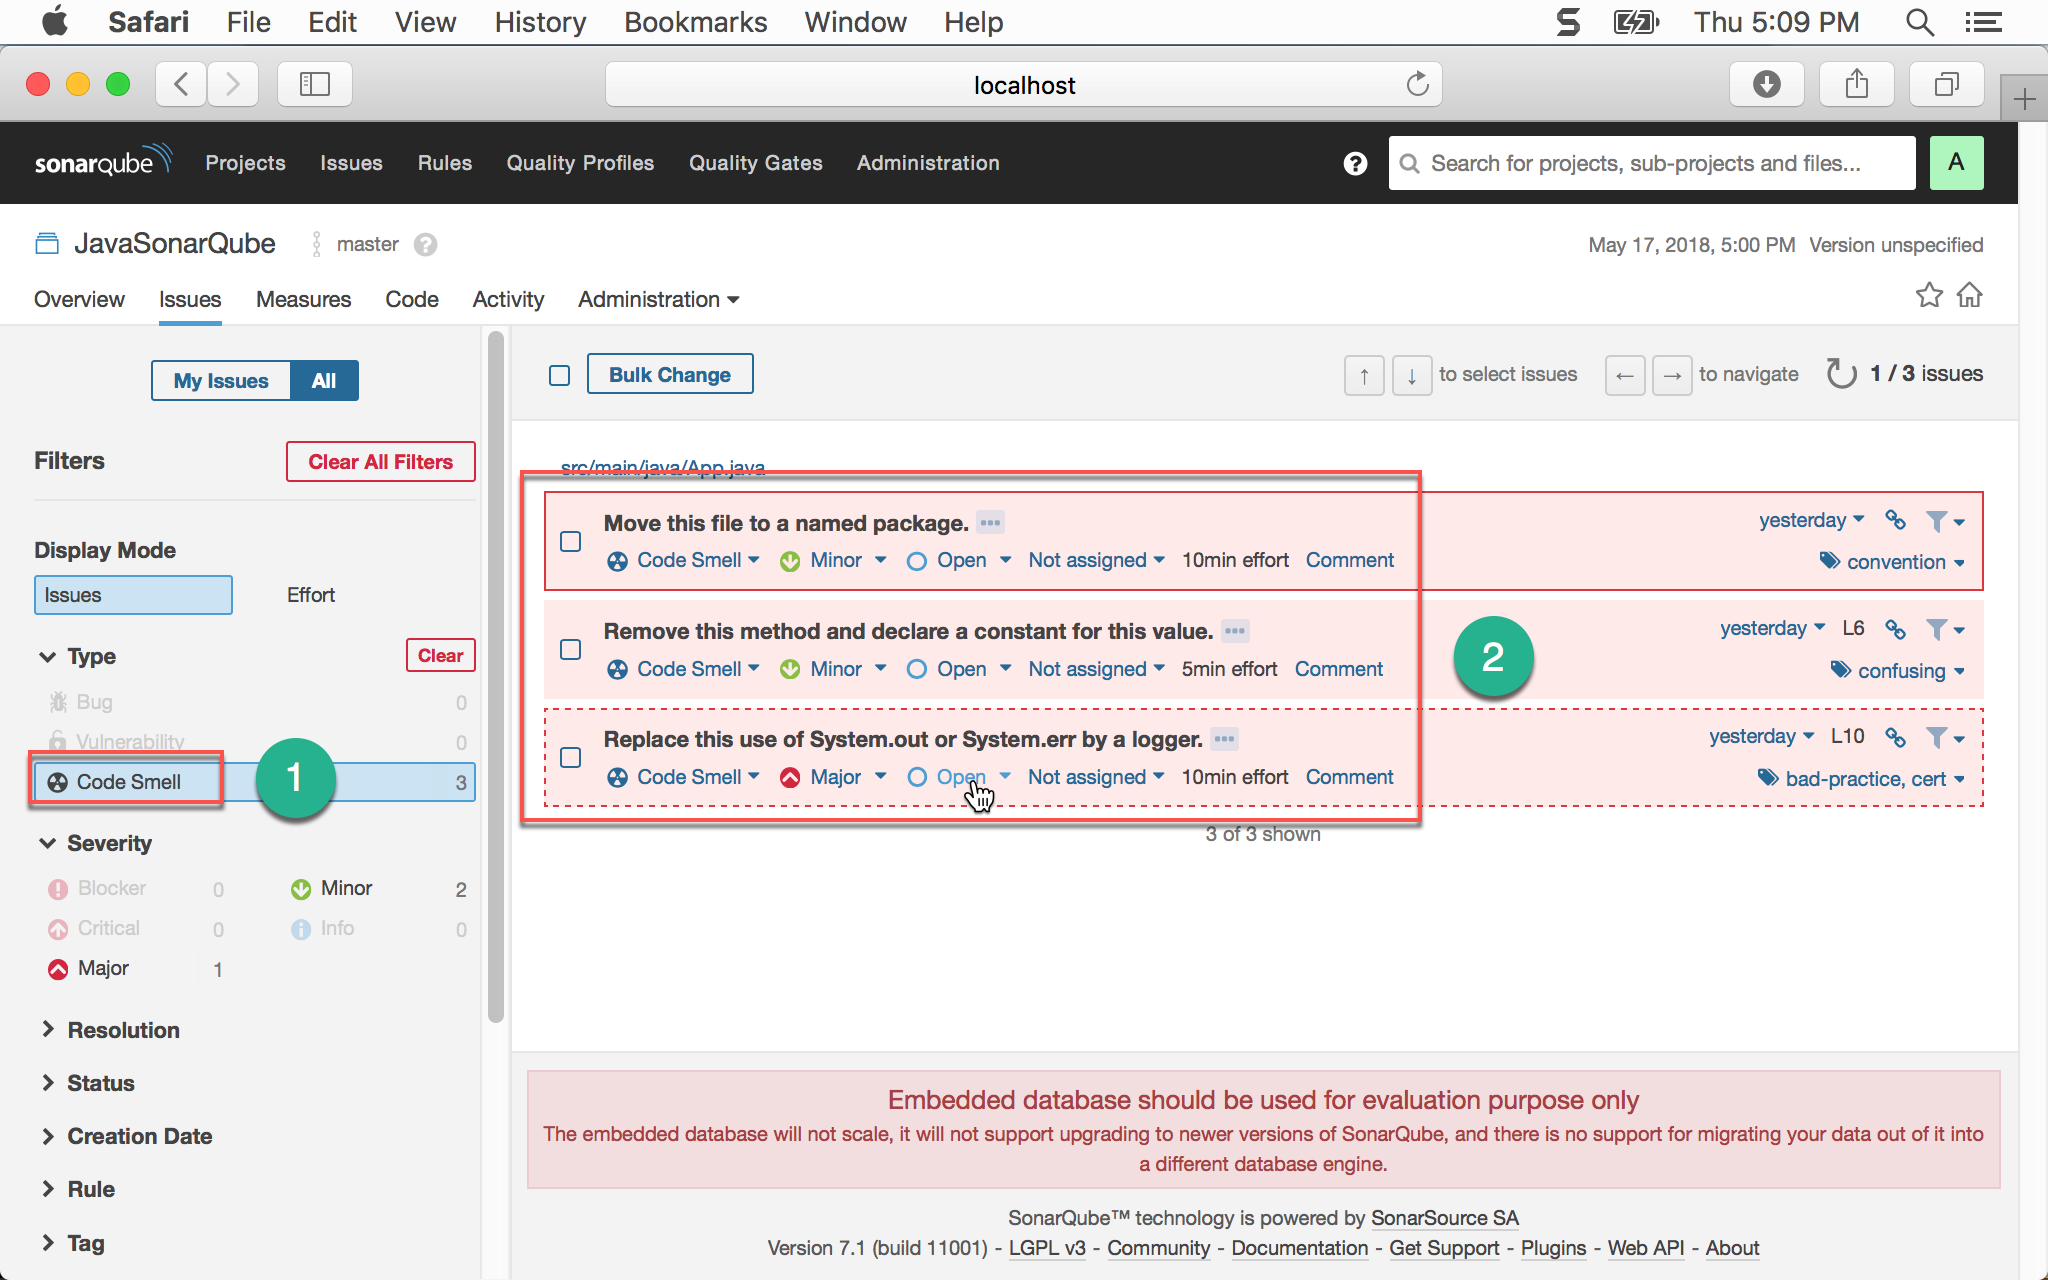 Safari File Edit View History Bookmarks Window Help Thu 5:09 PM
localhost
sonarqube Projects Issues Rules Quality Profiles Quality Gates Administration ? Search for projects, sub-projects and files... A
JavaSonarQube master ? May 17, 2018, 5:00 PM Version unspecified
Overview Issues Measures Code Activity Administration
My Issues All
Bulk Change ↑ ↓ to select issues ← → to navigate 1 / 3 issues
Filters Clear All Filters
src/main/java/App.java
Move this file to a named package. ••• yesterday
Code Smell Minor Open Not assigned 10min effort Comment convention
Display Mode
Issues Effort
Remove this method and declare a constant for this value. ••• yesterday L6
Code Smell Minor Open Not assigned 5min effort Comment confusing
2
Type Clear
Bug 0
Vulnerability 0
Code Smell 3
1
Replace this use of System.out or System.err by a logger. ••• yesterday L10
Code Smell Major Open Not assigned 10min effort Comment bad-practice, cert
3 of 3 shown
Severity
Blocker 0 Minor 2
Critical 0 Info 0
Major 1
Resolution
Status
Creation Date
Rule
Tag
Embedded database should be used for evaluation purpose only
The embedded database will not scale, it will not support upgrading to newer versions of SonarQube, and there is no support for migrating your data out of it into
a different database engine.
SonarQube™ technology is powered by SonarSource SA
Version 7.1 (build 11001) - LGPL v3 - Community - Documentation - Get Support - Plugins - Web API - About